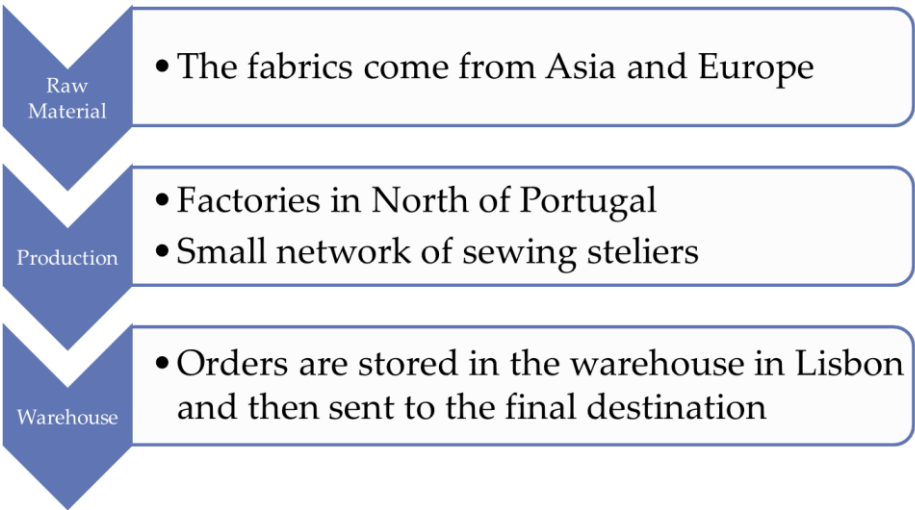 Raw
Material
• The fabrics come from Asia and Europe
Production
• Factories in North of Portugal
• Small network of sewing steliers
Warehouse
• Orders are stored in the warehouse in Lisbon
and then sent to the final destination